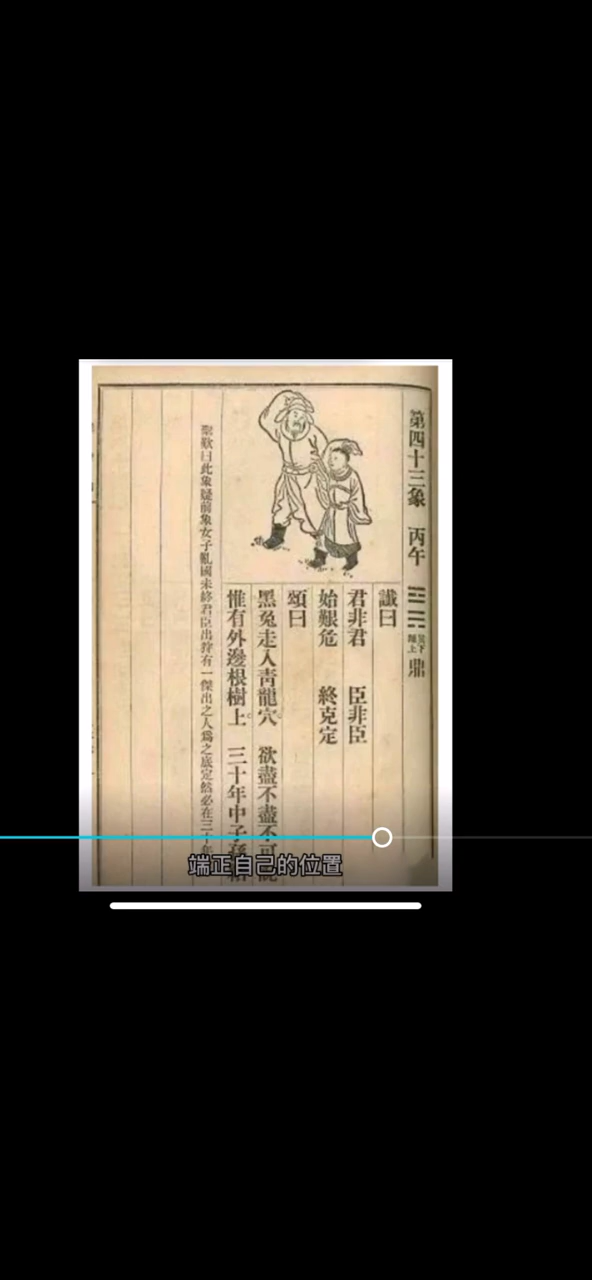 第四十三象 丙午 巽下離上 鼎
讖曰
君非君 臣非臣
始艱危 終克定
頌曰
黑兔走入青龍穴 欲盡不盡不可
惟有外邊根樹上 三十年中子孫
聖歎曰此象疑前象女子亂國未終君臣出狩有一傑出之人爲之底定然必在三十年
端正自己的位置